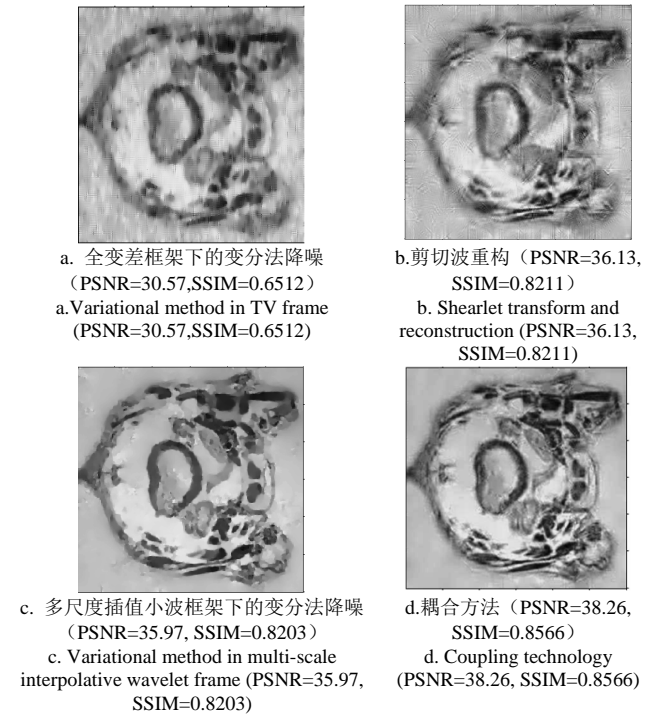 a. 全变差框架下的变分法降噪
（PSNR=30.57,SSIM=0.6512）
a.Variational method in TV frame
(PSNR=30.57,SSIM=0.6512)
b.剪切波重构（PSNR=36.13,
SSIM=0.8211)
b. Shearlet transform and
reconstruction (PSNR=36.13,
SSIM=0.8211)
c. 多尺度插值小波框架下的变分法降噪
（PSNR=35.97, SSIM=0.8203）
c. Variational method in multi-scale
interpolative wavelet frame (PSNR=35.97,
SSIM=0.8203)
d.耦合方法（PSNR=38.26,
SSIM=0.8566）
d. Coupling technology
(PSNR=38.26, SSIM=0.8566)